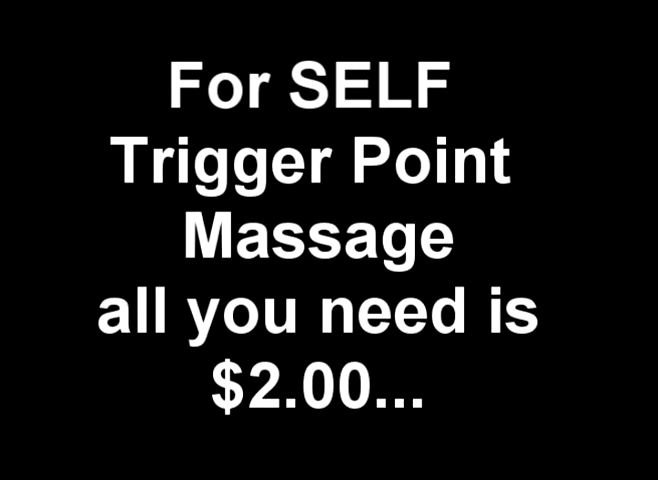 For SELF
Trigger Point
Massage
all you need is
$2.00...